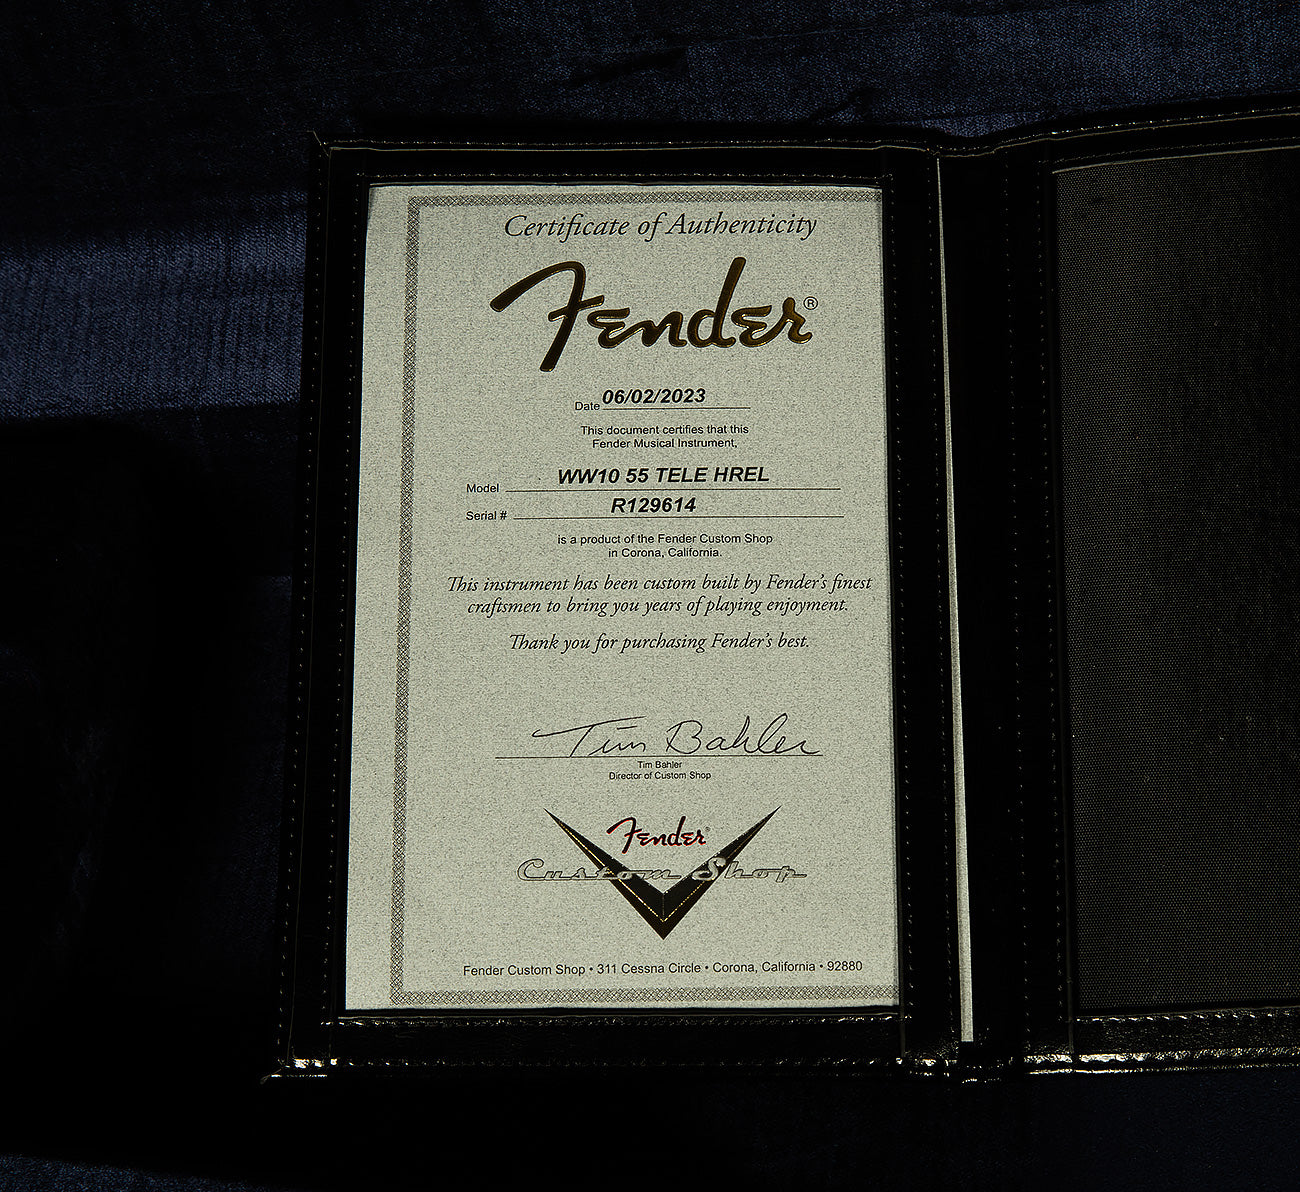 Certificate of Authenticity
Fender®
Date 06/02/2023
This document certifies that this
Fender Musical Instrument,
Model WW10 55 TELE HREL
Serial # R129614
is a product of the Fender Custom Shop
in Corona, California.
This instrument has been custom built by Fender's finest
craftsmen to bring you years of playing enjoyment.
Thank you for purchasing Fender's best.
Tim Bahler
Tim Bahler
Director of Custom Shop
Fender®
Custom Shop
Fender Custom Shop • 311 Cessna Circle • Corona, California • 92880